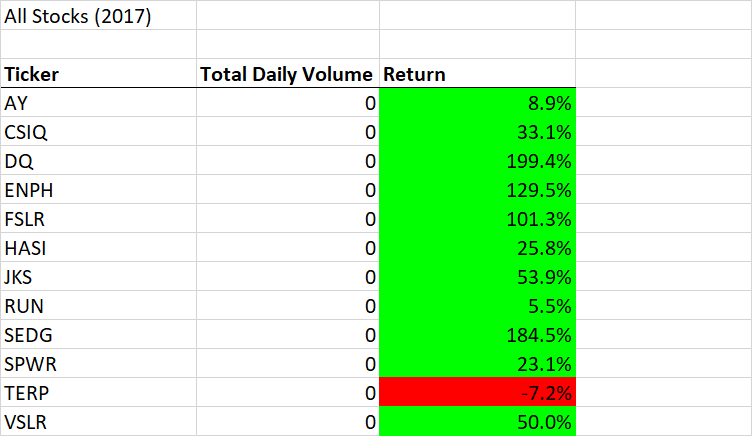 All Stocks (2017)
Ticker Total Daily Volume Return
AY 0 8.9%
CSIQ 0 33.1%
DQ 0 199.4%
ENPH 0 129.5%
FSLR 0 101.3%
HASI 0 25.8%
JKS 0 53.9%
RUN 0 5.5%
SEDG 0 184.5%
SPWR 0 23.1%
TERP 0 -7.2%
VSLR 0 50.0%